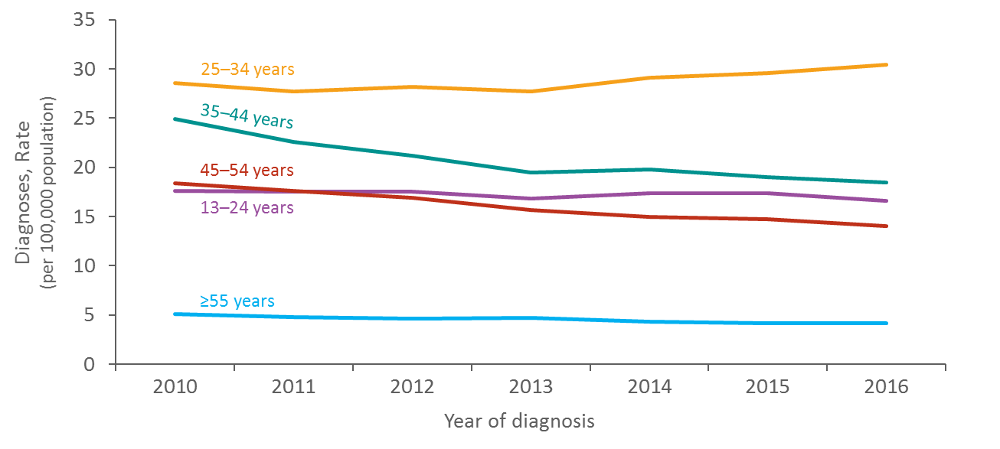 35
30
25
20
15
10
5
0
Diagnoses, Rate
(per 100,000 population)
25–34 years
35–44 years
45–54 years
13–24 years
≥55 years
2010 2011 2012 2013 2014 2015 2016
Year of diagnosis